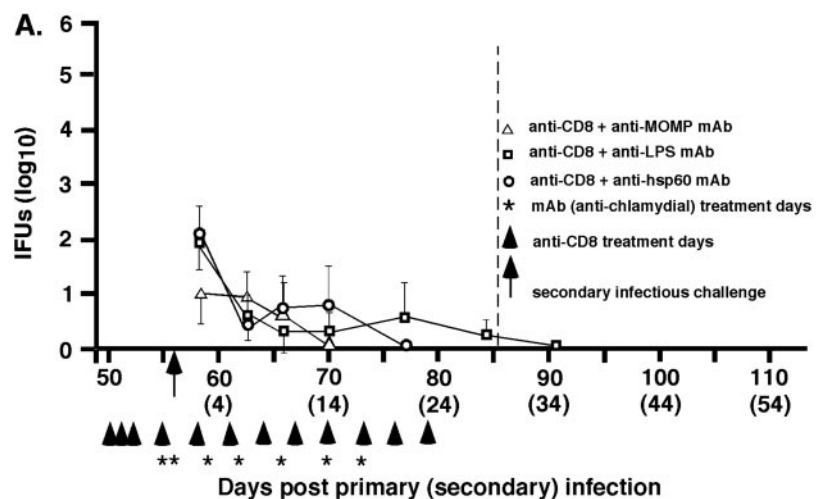 A.
6
5
4
3
2
1
0
IFUs (log10)
anti-CD8 + anti-MOMP mAb
anti-CD8 + anti-LPS mAb
anti-CD8 + anti-hsp60 mAb
* mAb (anti-chlamydial) treatment days
anti-CD8 treatment days
secondary infectious challenge
50 60 70 80 90 100 110
(4) (14) (24) (34) (44) (54)
** * * * * *
Days post primary (secondary) infection